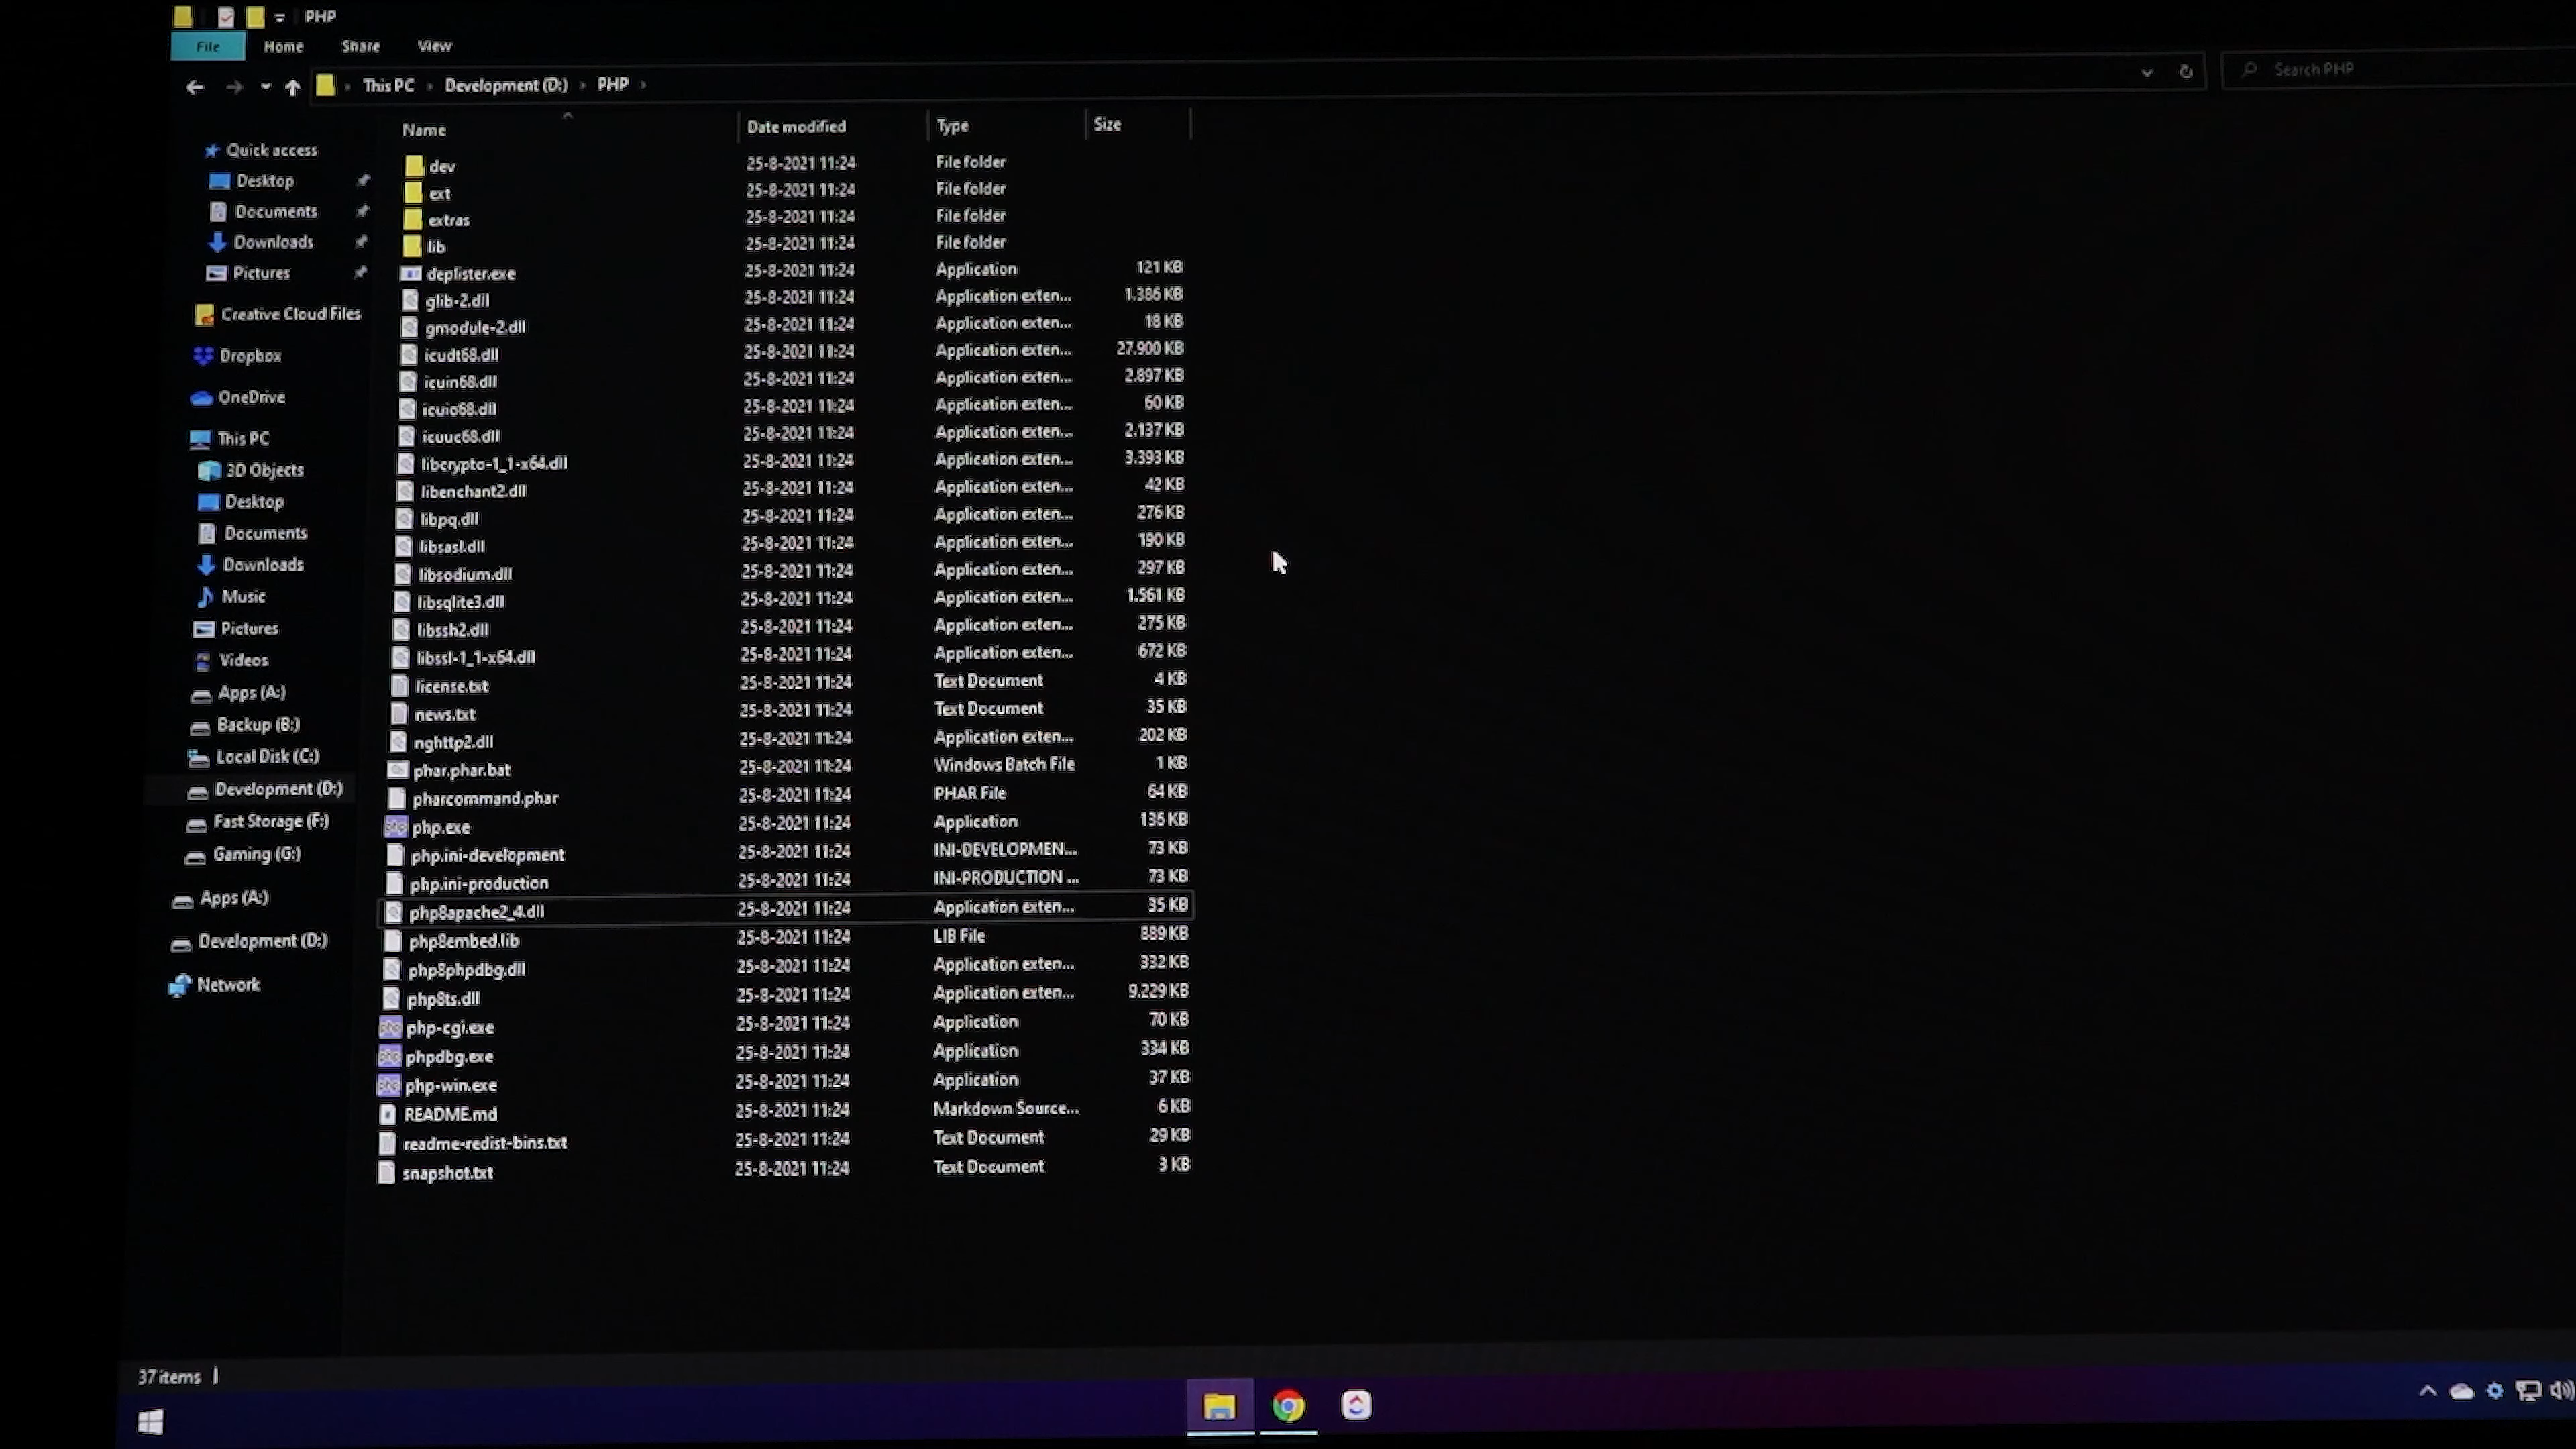 PHP
File Home Share View
This PC › Development (D:) › PHP ›
Search PHP
Name Date modified Type Size
Quick access
Desktop
Documents
Downloads
Pictures
Creative Cloud Files
Dropbox
OneDrive
This PC
3D Objects
Desktop
Documents
Downloads
Music
Pictures
Videos
Apps (A:)
Backup (B:)
Local Disk (C:)
Development (D:)
Fast Storage (F:)
Gaming (G:)
Apps (A:)
Development (D:)
Network
dev 25-8-2021 11:24 File folder
ext 25-8-2021 11:24 File folder
extras 25-8-2021 11:24 File folder
lib 25-8-2021 11:24 File folder
deplister.exe 25-8-2021 11:24 Application 121 KB
glib-2.dll 25-8-2021 11:24 Application exten... 1.386 KB
gmodule-2.dll 25-8-2021 11:24 Application exten... 18 KB
icudt68.dll 25-8-2021 11:24 Application exten... 27.900 KB
icuin68.dll 25-8-2021 11:24 Application exten... 2.897 KB
icuio68.dll 25-8-2021 11:24 Application exten... 60 KB
icuuc68.dll 25-8-2021 11:24 Application exten... 2.137 KB
libcrypto-1_1-x64.dll 25-8-2021 11:24 Application exten... 3.393 KB
libenchant2.dll 25-8-2021 11:24 Application exten... 42 KB
libpq.dll 25-8-2021 11:24 Application exten... 276 KB
libsasl.dll 25-8-2021 11:24 Application exten... 190 KB
libsodium.dll 25-8-2021 11:24 Application exten... 297 KB
libsqlite3.dll 25-8-2021 11:24 Application exten... 1.561 KB
libssh2.dll 25-8-2021 11:24 Application exten... 275 KB
libssl-1_1-x64.dll 25-8-2021 11:24 Application exten... 672 KB
license.txt 25-8-2021 11:24 Text Document 4 KB
news.txt 25-8-2021 11:24 Text Document 35 KB
nghttp2.dll 25-8-2021 11:24 Application exten... 202 KB
phar.phar.bat 25-8-2021 11:24 Windows Batch File 1 KB
pharcommand.phar 25-8-2021 11:24 PHAR File 64 KB
php.exe 25-8-2021 11:24 Application 136 KB
php.ini-development 25-8-2021 11:24 INI-DEVELOPMEN... 73 KB
php.ini-production 25-8-2021 11:24 INI-PRODUCTION ... 73 KB
php8apache2_4.dll 25-8-2021 11:24 Application exten... 35 KB
php8embed.lib 25-8-2021 11:24 LIB File 889 KB
php8phpdbg.dll 25-8-2021 11:24 Application exten... 332 KB
php8ts.dll 25-8-2021 11:24 Application exten... 9.229 KB
php-cgi.exe 25-8-2021 11:24 Application 70 KB
phpdbg.exe 25-8-2021 11:24 Application 334 KB
php-win.exe 25-8-2021 11:24 Application 37 KB
README.md 25-8-2021 11:24 Markdown Source... 6 KB
readme-redist-bins.txt 25-8-2021 11:24 Text Document 29 KB
snapshot.txt 25-8-2021 11:24 Text Document 3 KB
37 items